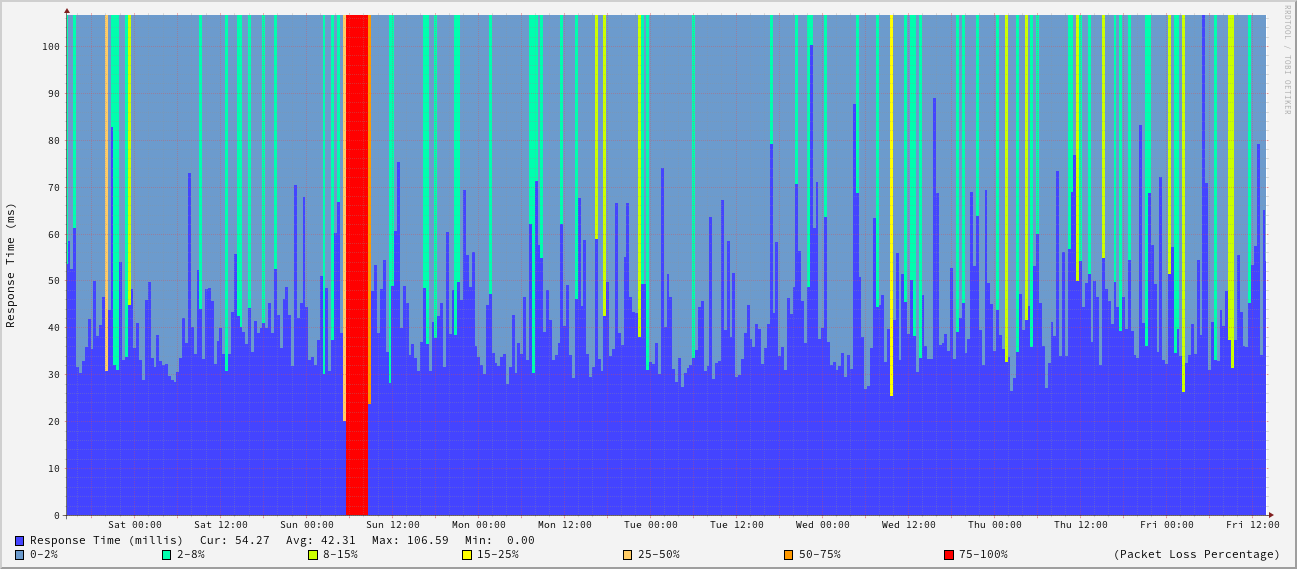 RRDTOOL / TOBI OETIKER
Response Time (ms)
100
90
80
70
60
50
40
30
20
10
0
Sat 00:00 Sat 12:00 Sun 00:00 Sun 12:00 Mon 00:00 Mon 12:00 Tue 00:00 Tue 12:00 Wed 00:00 Wed 12:00 Thu 00:00 Thu 12:00 Fri 00:00 Fri 12:00
Response Time (millis) Cur: 54.27 Avg: 42.31 Max: 106.59 Min: 0.00
0-2% 2-8% 8-15% 15-25% 25-50% 50-75% 75-100% (Packet Loss Percentage)